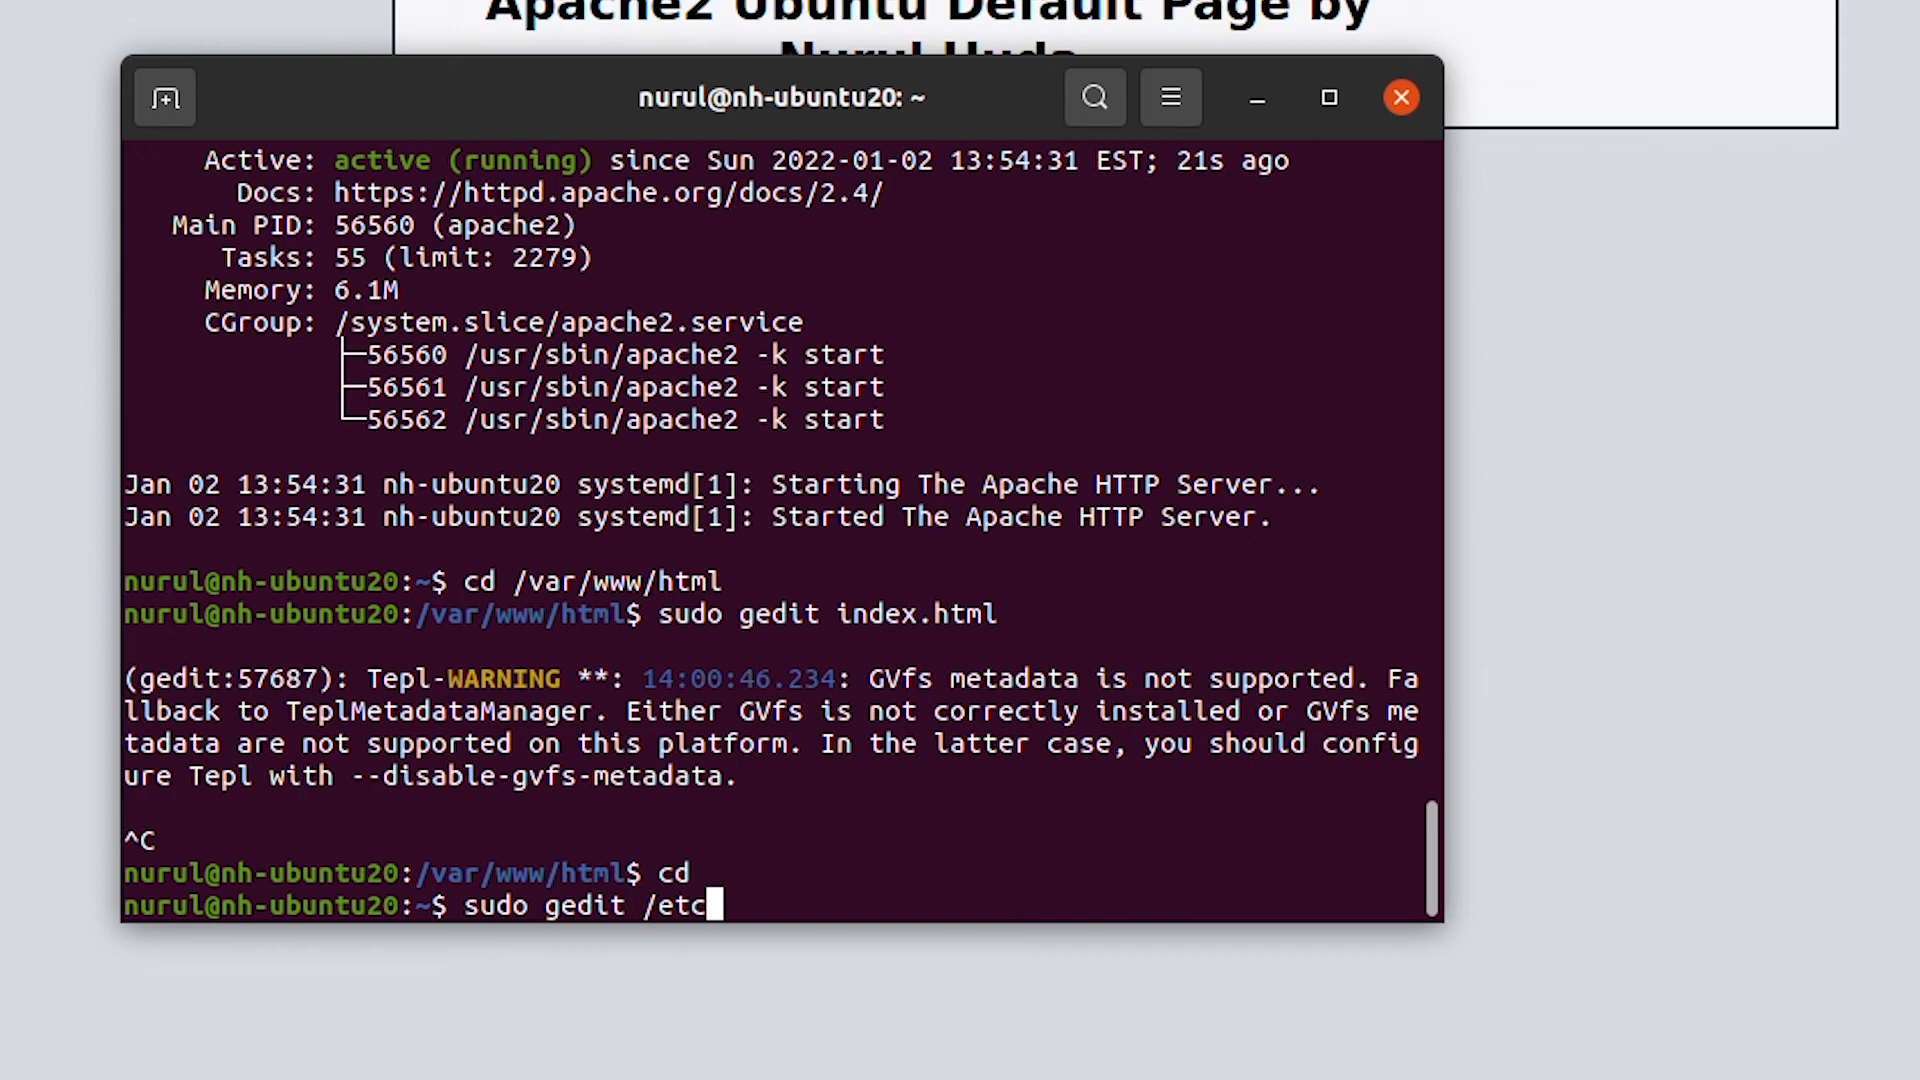 Apache2 Ubuntu Default Page by
Nurul Huda
nurul@nh-ubuntu20: ~
Active: active (running) since Sun 2022-01-02 13:54:31 EST; 21s ago
Docs: https://httpd.apache.org/docs/2.4/
Main PID: 56560 (apache2)
Tasks: 55 (limit: 2279)
Memory: 6.1M
CGroup: /system.slice/apache2.service
├─56560 /usr/sbin/apache2 -k start
├─56561 /usr/sbin/apache2 -k start
└─56562 /usr/sbin/apache2 -k start
Jan 02 13:54:31 nh-ubuntu20 systemd[1]: Starting The Apache HTTP Server...
Jan 02 13:54:31 nh-ubuntu20 systemd[1]: Started The Apache HTTP Server.
nurul@nh-ubuntu20:~$ cd /var/www/html
nurul@nh-ubuntu20:/var/www/html$ sudo gedit index.html
(gedit:57687): Tepl-WARNING **: 14:00:46.234: GVfs metadata is not supported. Fa
llback to TeplMetadataManager. Either GVfs is not correctly installed or GVfs me
tadata are not supported on this platform. In the latter case, you should config
ure Tepl with --disable-gvfs-metadata.
^C
nurul@nh-ubuntu20:/var/www/html$ cd
nurul@nh-ubuntu20:~$ sudo gedit /etc